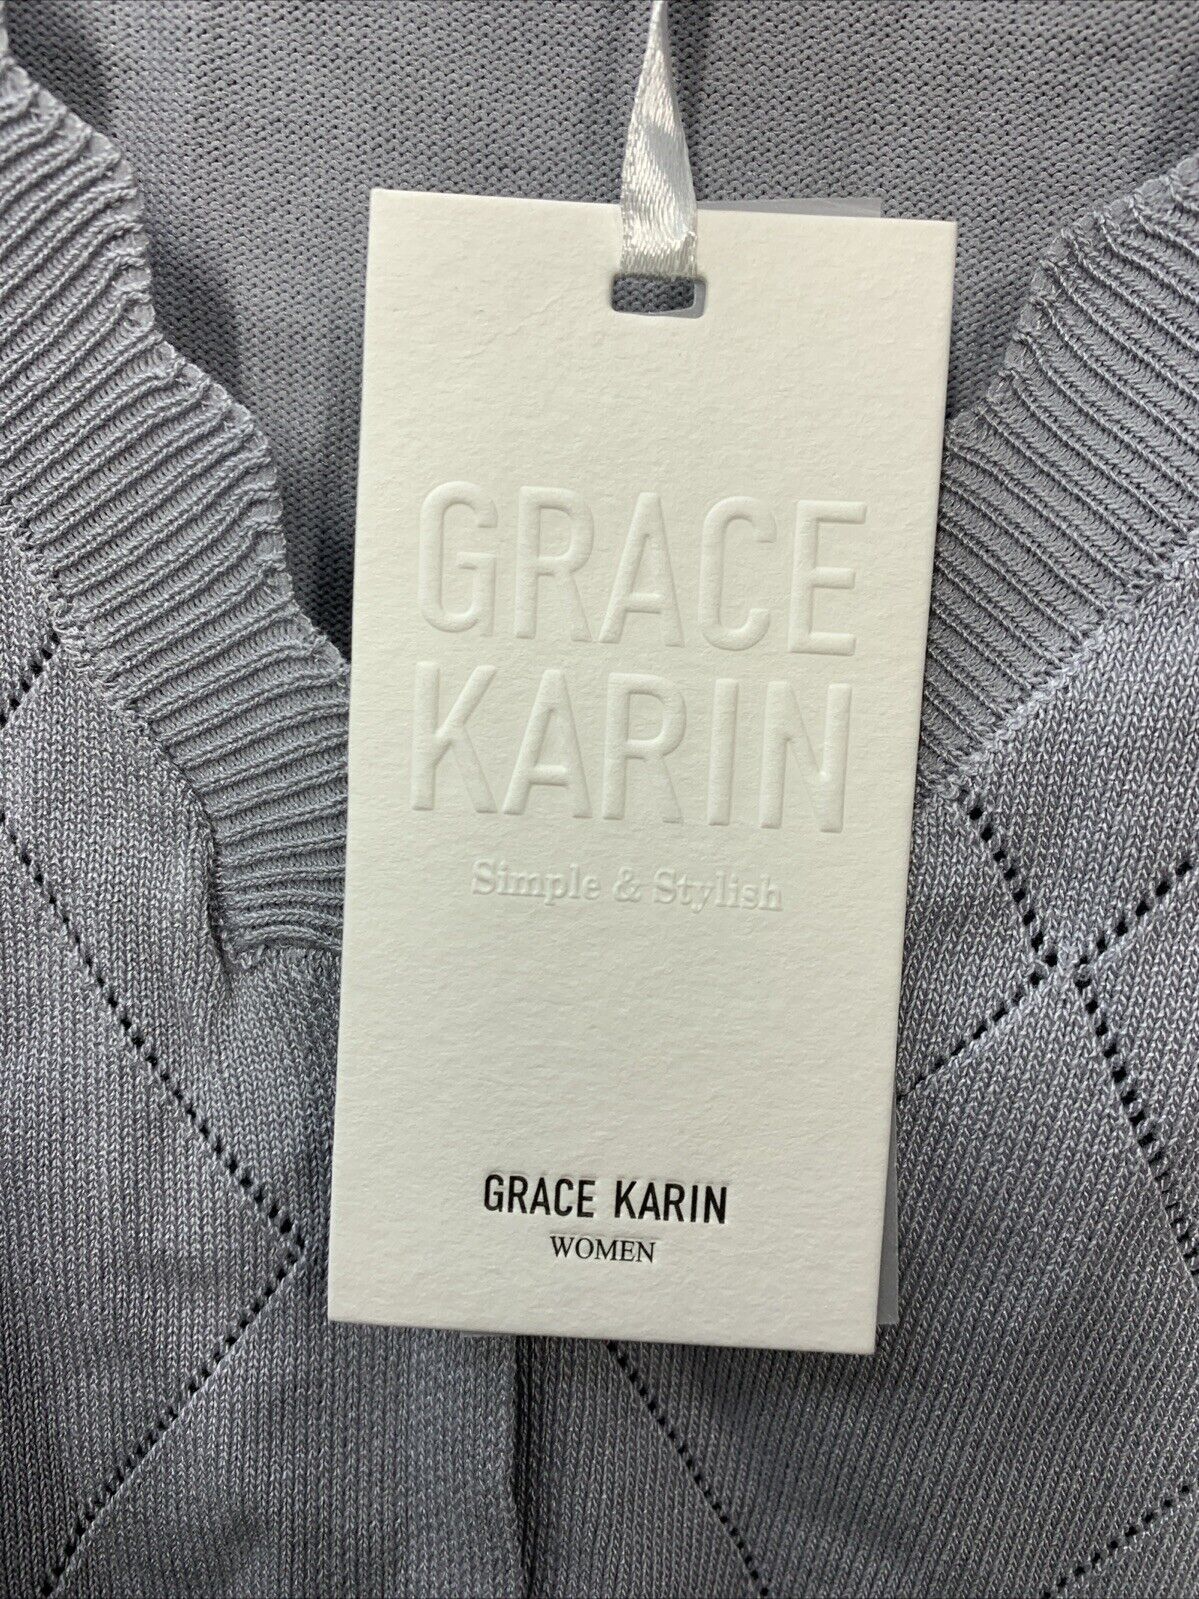 GRACE
KARIN
Simple & Stylish
GRACE KARIN
WOMEN